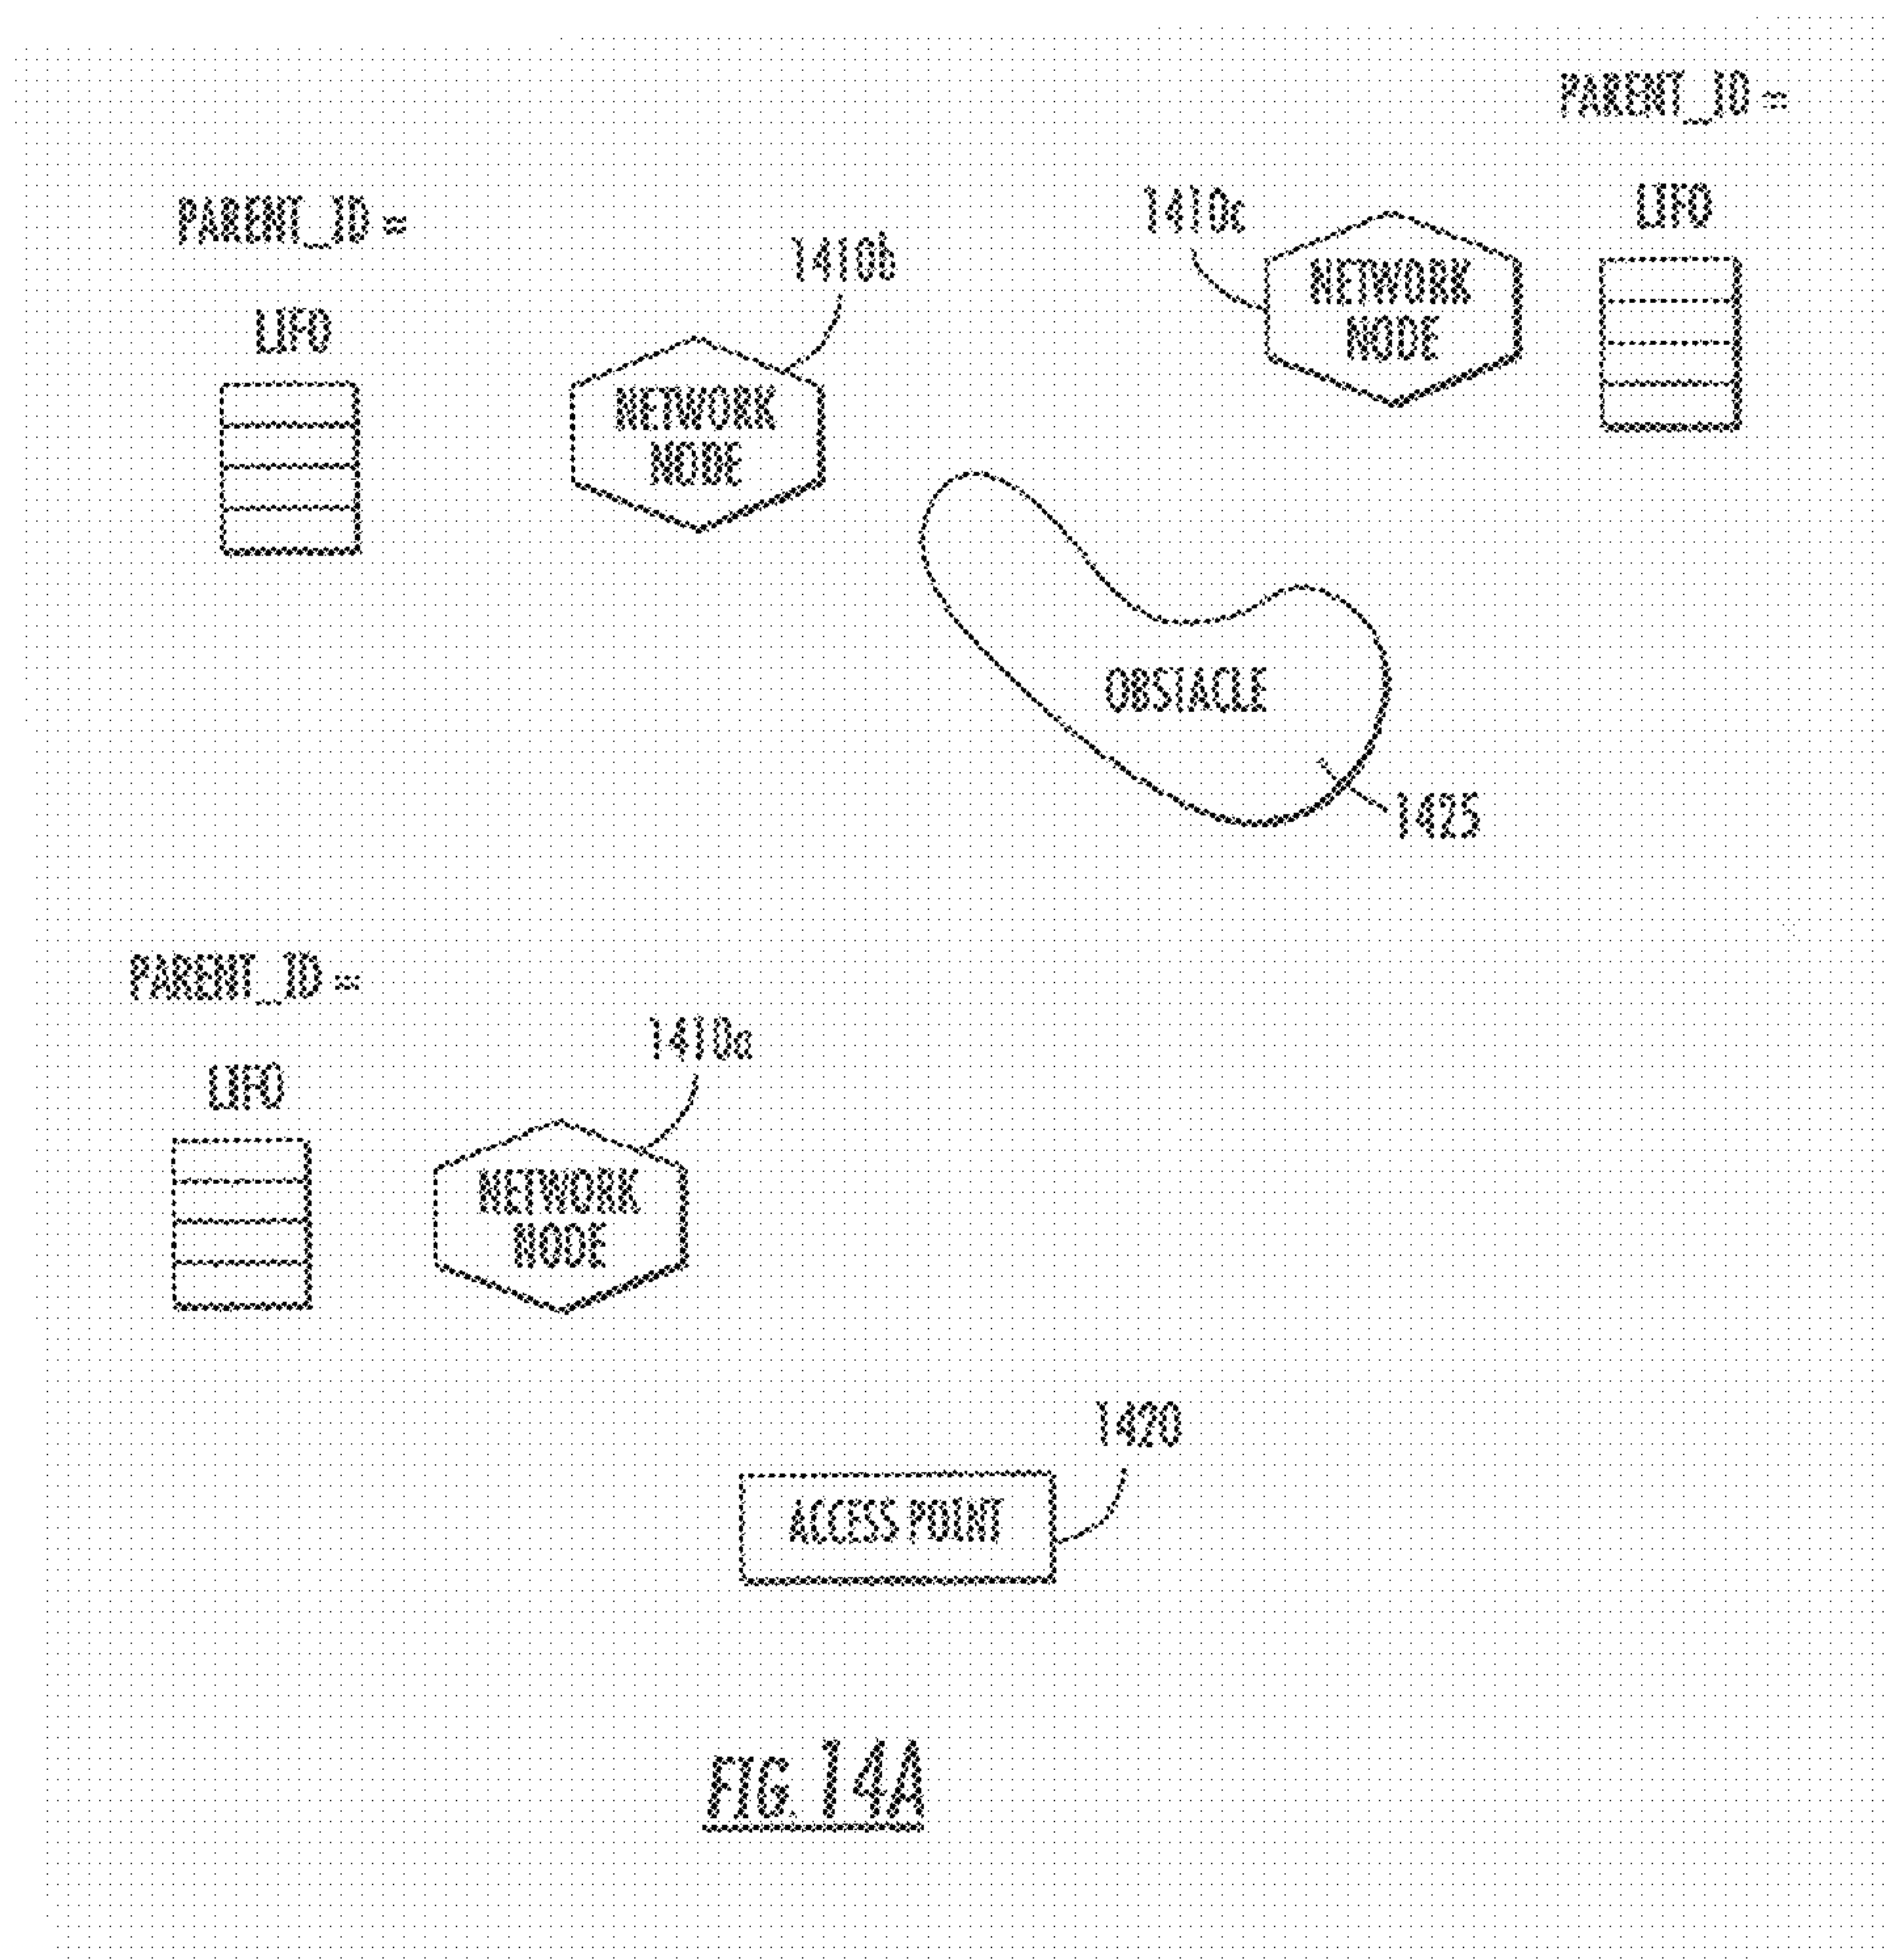 PARENT_ID =
LIFO
1410c
NETWORK
NODE
PARENT_ID =
LIFO
1410b
NETWORK
NODE
OBSTACLE
1425
PARENT_ID =
LIFO
1410a
NETWORK
NODE
1420
ACCESS POINT
FIG. 14A